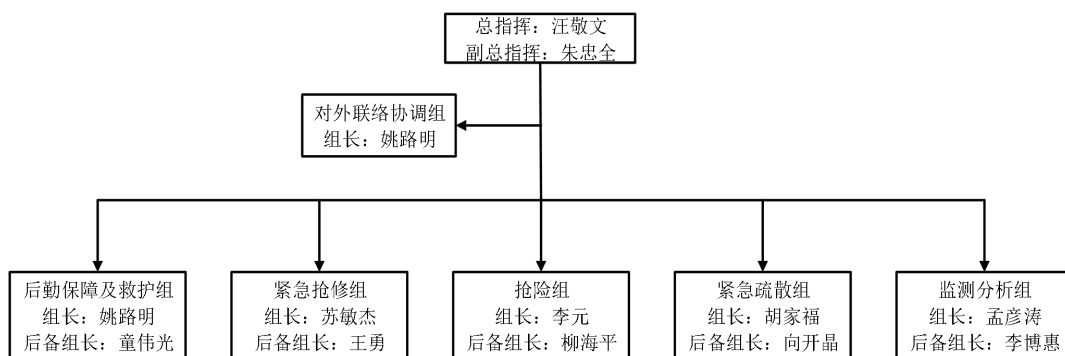 总指挥：汪敬文
副总指挥：朱忠全
对外联络协调组
组长：姚路明
后勤保障及救护组
组长：姚路明
后备组长：童伟光
紧急抢修组
组长：苏敏杰
后备组长：王勇
抢险组
组长：李元
后备组长：柳海平
紧急疏散组
组长：胡家福
后备组长：向开晶
监测分析组
组长：孟彦涛
后备组长：李博惠